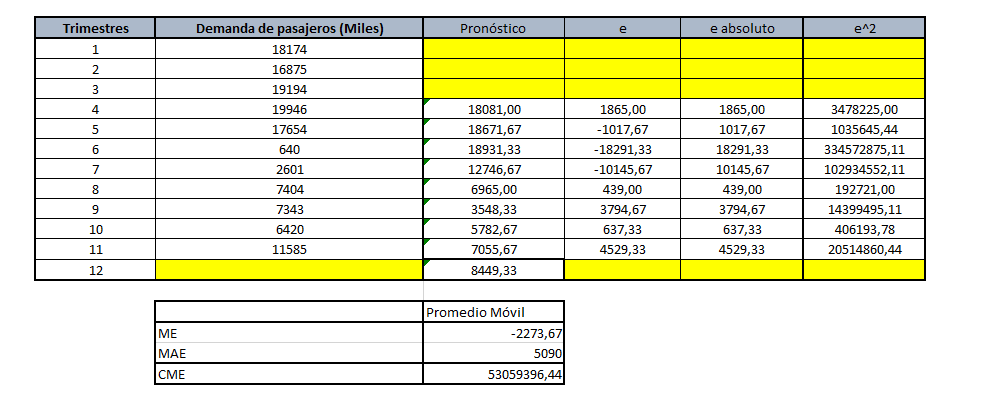 Trimestres Demanda de pasajeros (Miles) Pronóstico e e absoluto e^2
1 18174
2 16875
3 19194
4 19946 18081,00 1865,00 1865,00 3478225,00
5 17654 18671,67 -1017,67 1017,67 1035645,44
6 640 18931,33 -18291,33 18291,33 334572875,11
7 2601 12746,67 -10145,67 10145,67 102934552,11
8 7404 6965,00 439,00 439,00 192721,00
9 7343 3548,33 3794,67 3794,67 14399495,11
10 6420 5782,67 637,33 637,33 406193,78
11 11585 7055,67 4529,33 4529,33 20514860,44
12 8449,33
Promedio Móvil
ME -2273,67
MAE 5090
CME 53059396,44